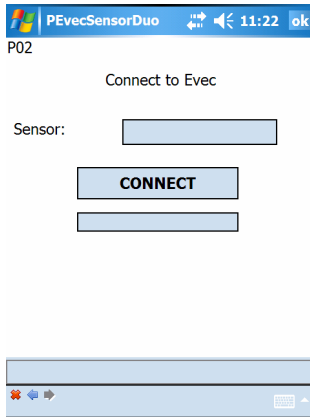 PEvecSensorDuo 11:22 ok
P02
Connect to Evec
Sensor:
CONNECT